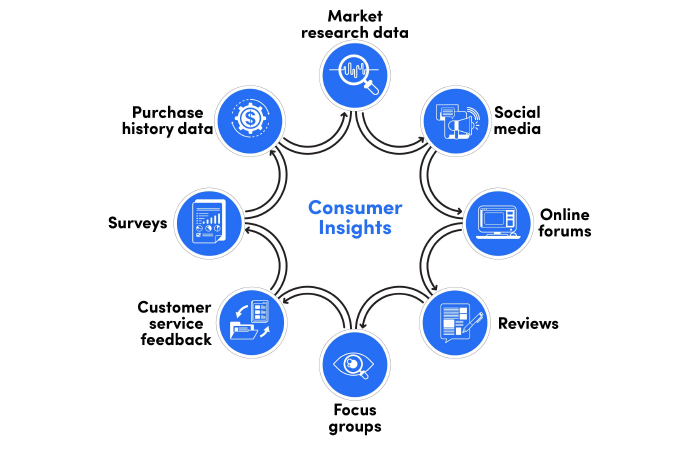 Market
research data
Social
media
Online
forums
Reviews
Focus
groups
Customer
service
feedback
Surveys
Purchase
history data
$
Consumer
Insights